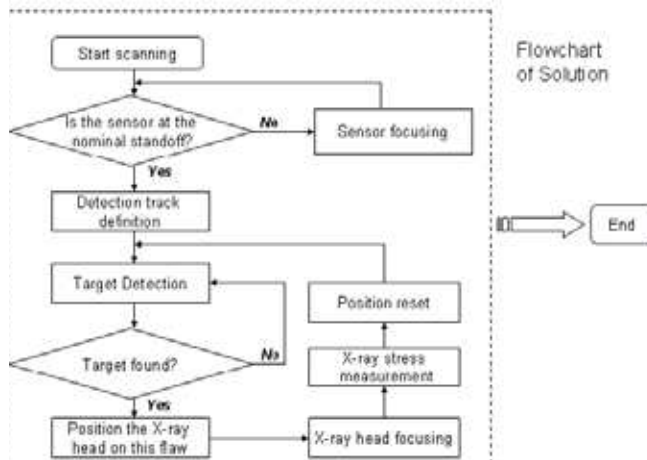 Start scanning
Flowchart
of Solution
Is the sensor at the
nominal standoff?
No
Sensor focusing
Yes
Detection track
definition
End
Target Detection
Position reset
Target found?
No
X-ray stress
measurement
Yes
Position the X-ray
head on this flaw
X-ray head focusing